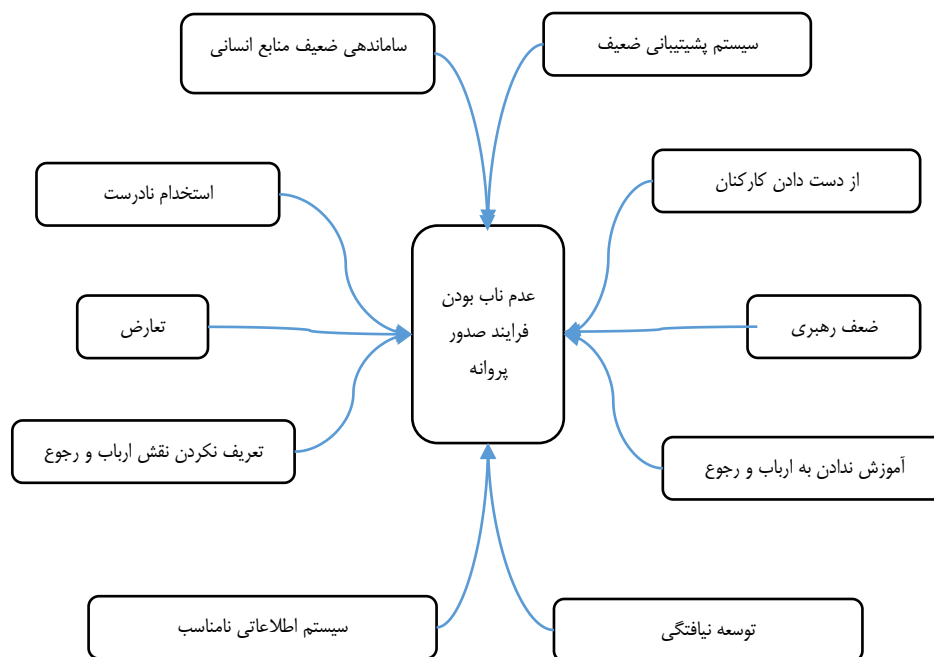 سیستم پشیتیبانی ضعیف
ساماندهی ضعیف منابع انسانی
از دست دادن کارکنان
استخدام نادرست
عدم ناب بودن
فرایند صدور
پروانه
ضعف رهبری
تعارض
آموزش ندادن به ارباب و رجوع
تعریف نکردن نقش ارباب و رجوع
توسعه نیافتگی
سیستم اطلاعاتی نامناسب